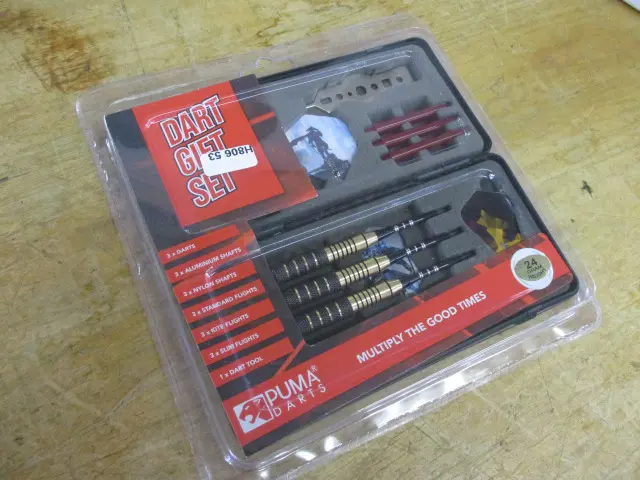 DART
GIFT
SET
H806 53
3 x DARTS
3 x ALUMINIUM SHAFTS
3 x NYLON SHAFTS
3 x STANDARD FLIGHTS
3 x KITE FLIGHTS
3 x SLIM FLIGHTS
1 x DART TOOL
24
GRAM
MULTIPLY THE GOOD TIMES
PUMA®
DARTS